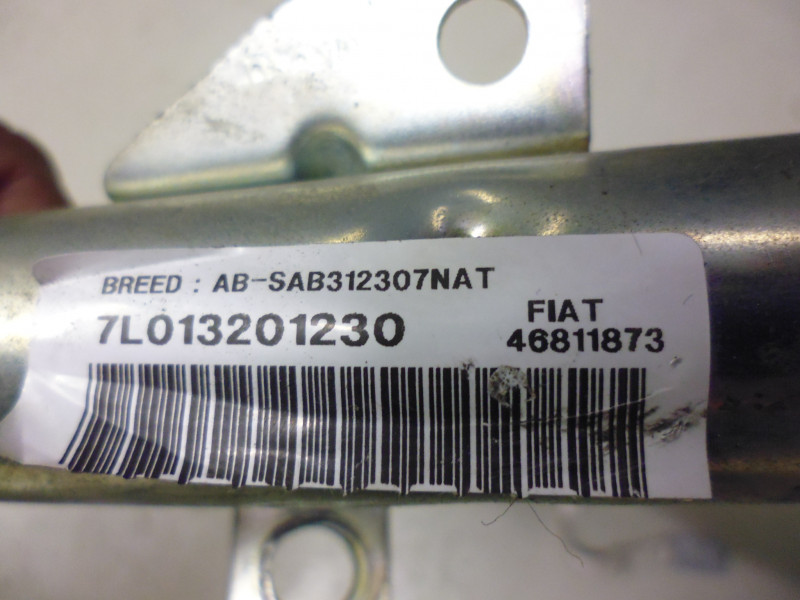 BREED : AB-SAB312307NAT
7L013201230
FIAT
46811873